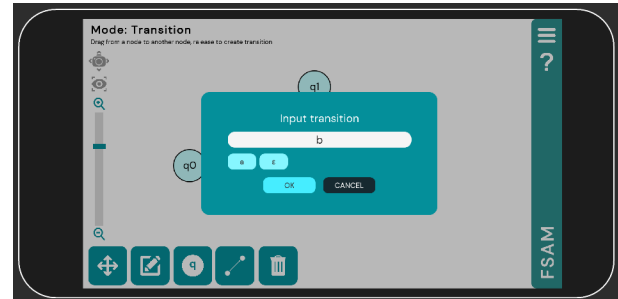 Mode: Transition
Drag from a node to another node, release to create transition
?
q1
Input transition
b
q0
a
ε
OK
CANCEL
q
FSAM